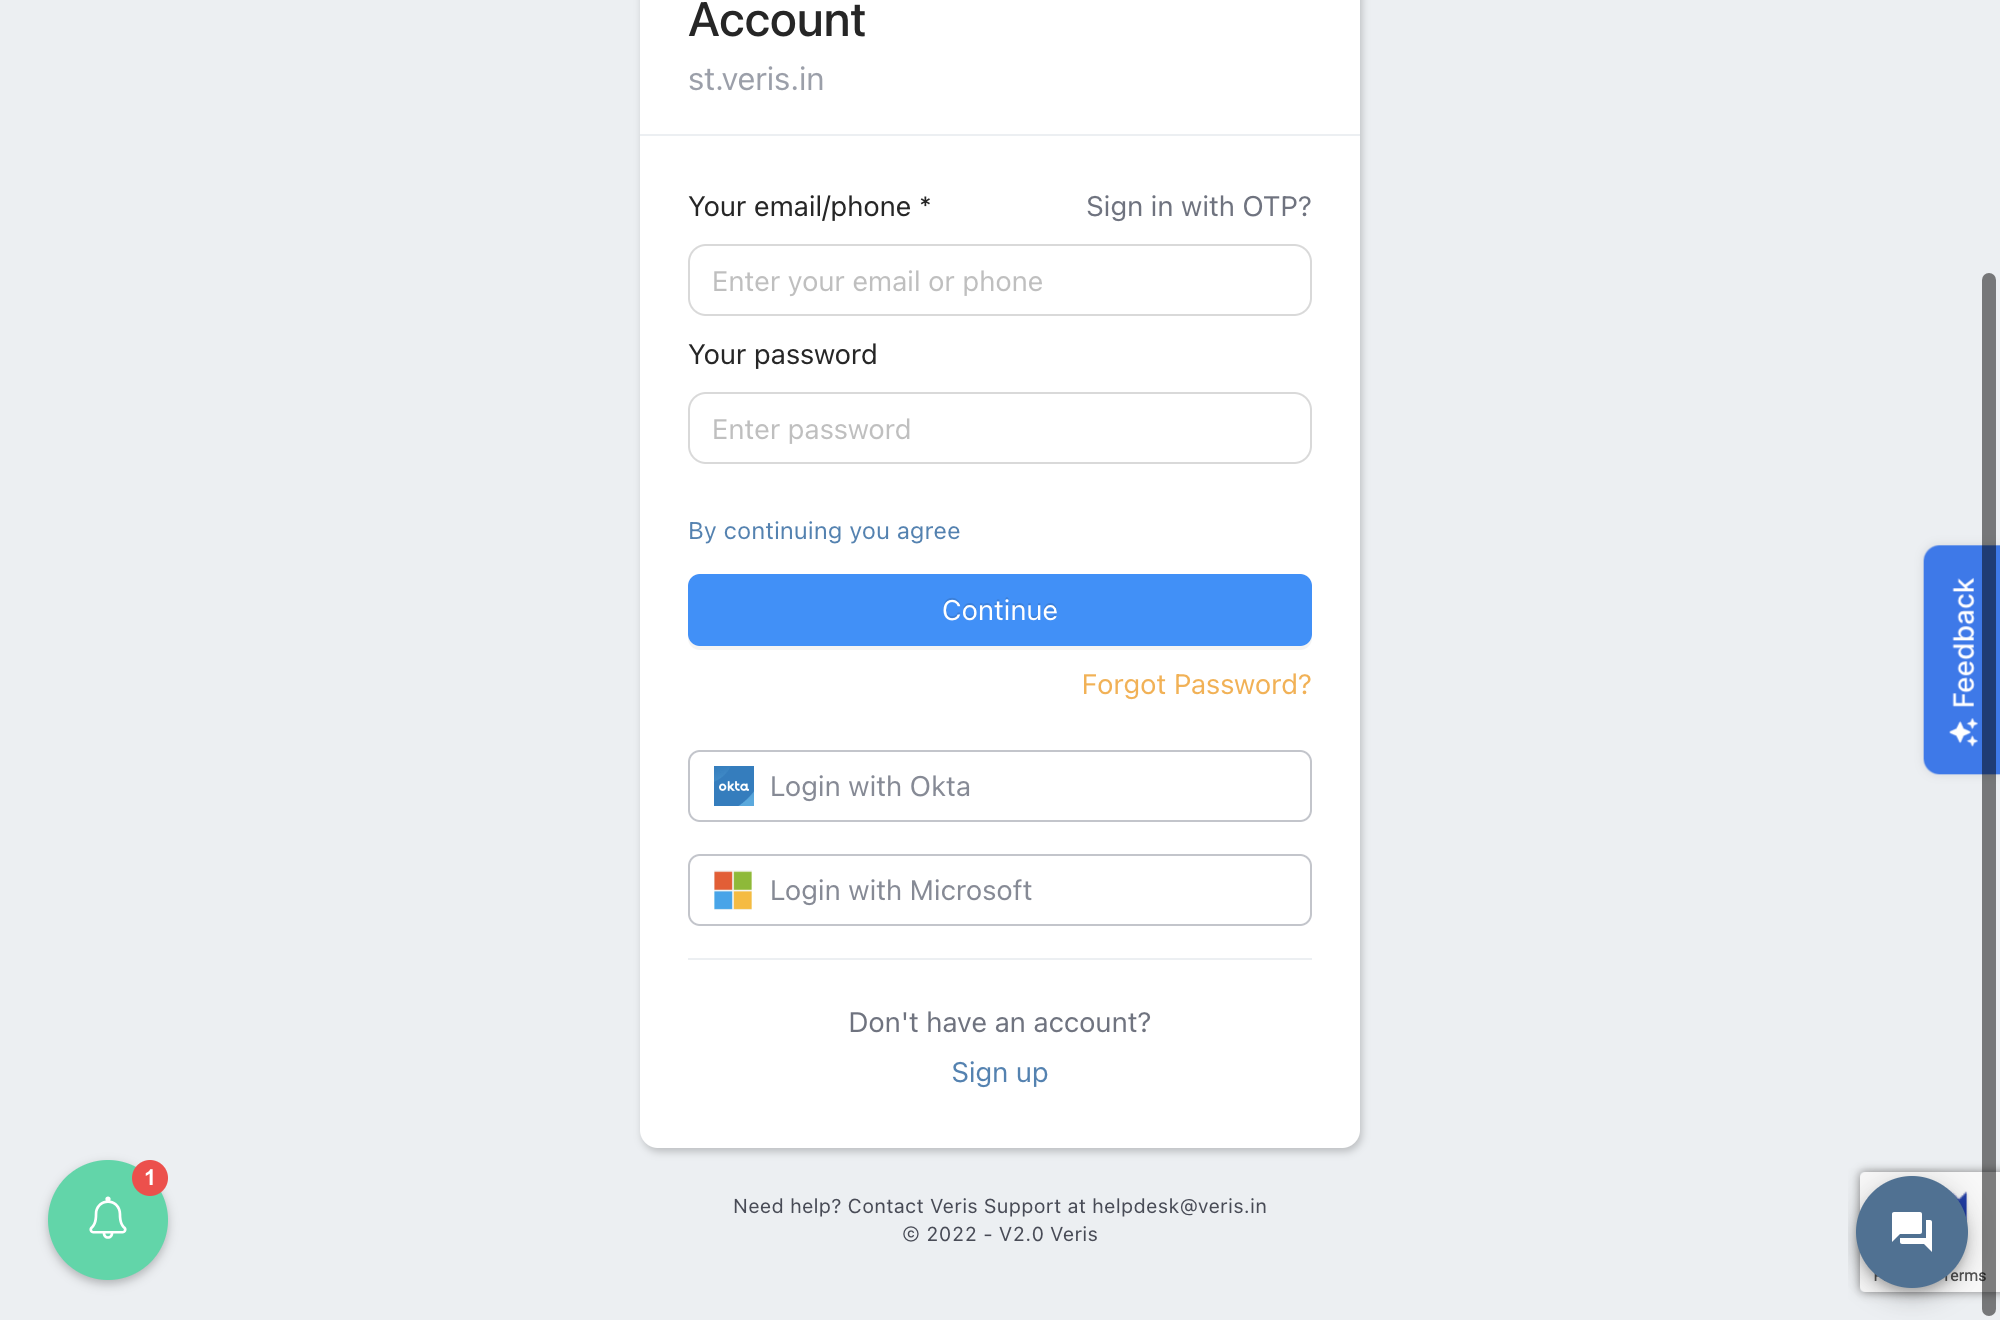 Account
st.veris.in
Your email/phone *
Sign in with OTP?
Enter your email or phone
Your password
Enter password
By continuing you agree
Continue
Forgot Password?
Feedback
okta Login with Okta
Login with Microsoft
Don't have an account?
Sign up
1
Need help? Contact Veris Support at helpdesk@veris.in
© 2022 - V2.0 Veris